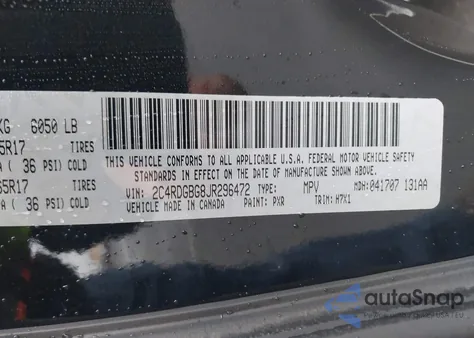 KG 6050 LB
5R17 TIRES
A ( 36 PSI) COLD
65R17 TIRES
A ( 36 PSI) COLD
THIS VEHICLE CONFORMS TO ALL APPLICABLE U.S.A. FEDERAL MOTOR VEHICLE SAFETY
STANDARDS IN EFFECT ON THE DATE OF MANUFACTURE SHOWN ABOVE.
VIN: 2C4RDGBG8JR296472 TYPE: MPV MDH: 041707 131AA
VEHICLE MADE IN CANADA PAINT: PXR TRIM: H7X1
autoSnap